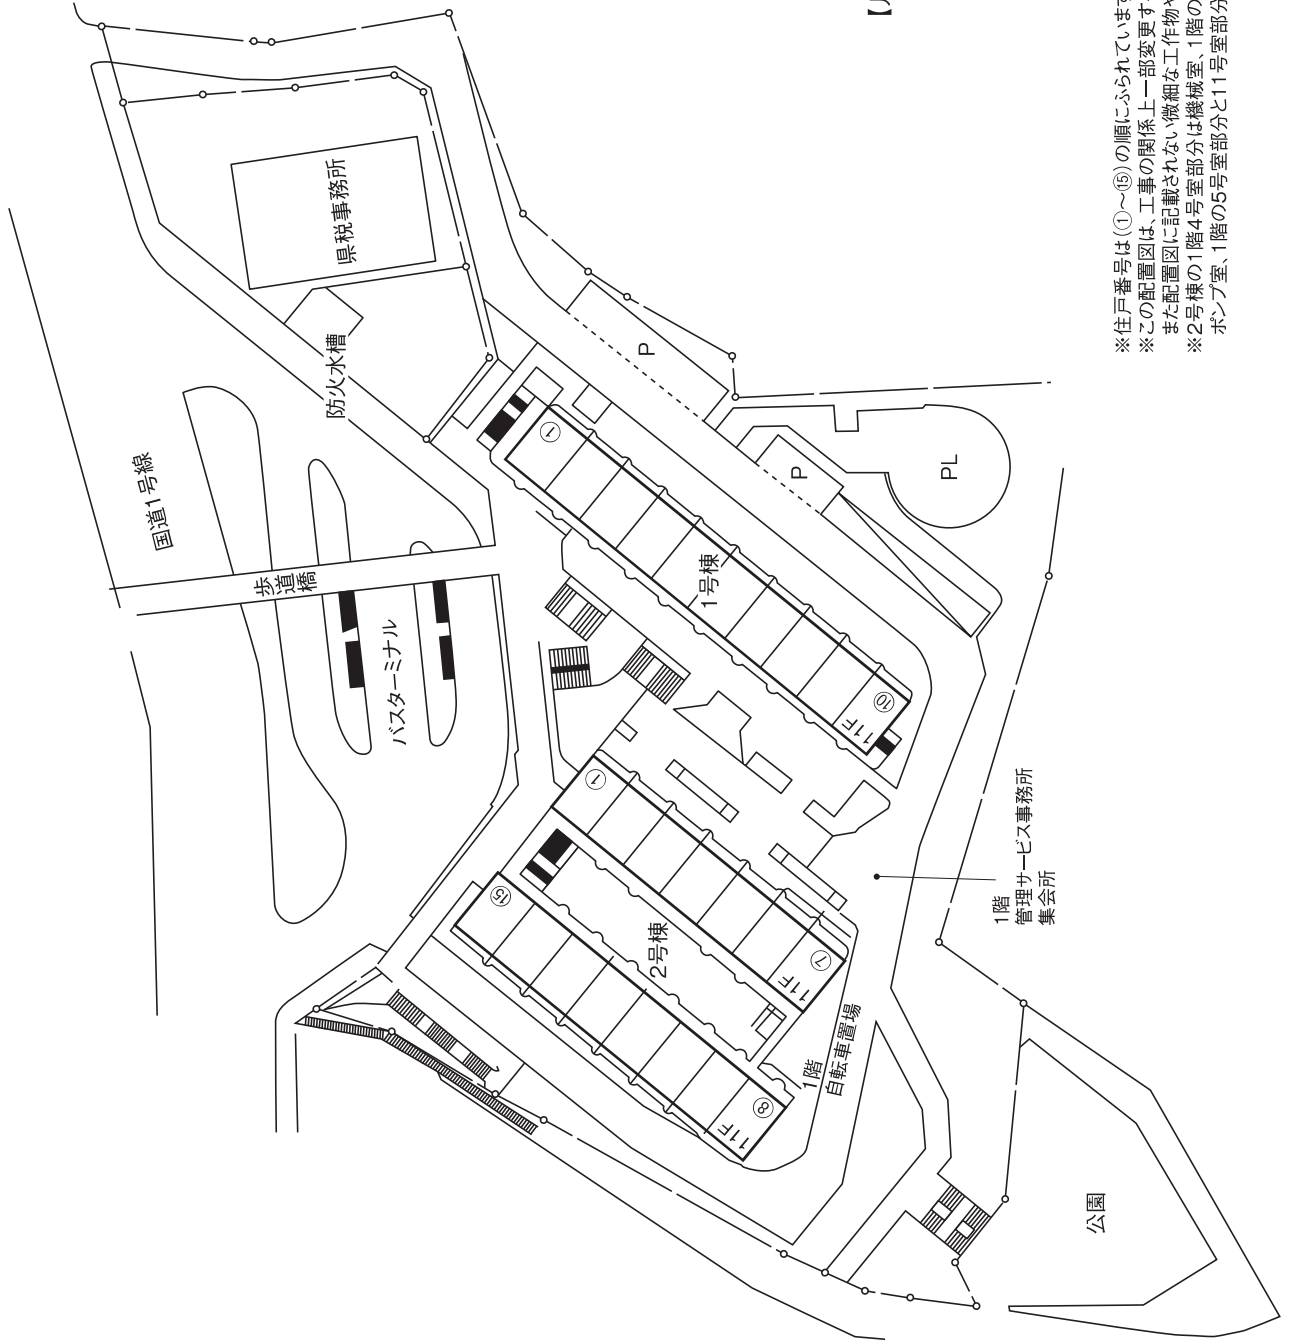 国道1号線
歩道橋
バスターミナル
防火水槽
県税事務所
P
P
PL
①
1号棟
⑩
11F
①
⑮
2号棟
⑦
11F
⑧
11F
1階
自転車置場
1階
管理サービス事務所
集会所
公園
※住戸番号は(①〜⑮)の順にふられています
※この配置図は、工事の関係上一部変更す
また配置図に記載されない微細な工作物や
※2号棟の1階4号室部分は機械室、1階の
ポンプ室、1階の5号室部分と11号室部分